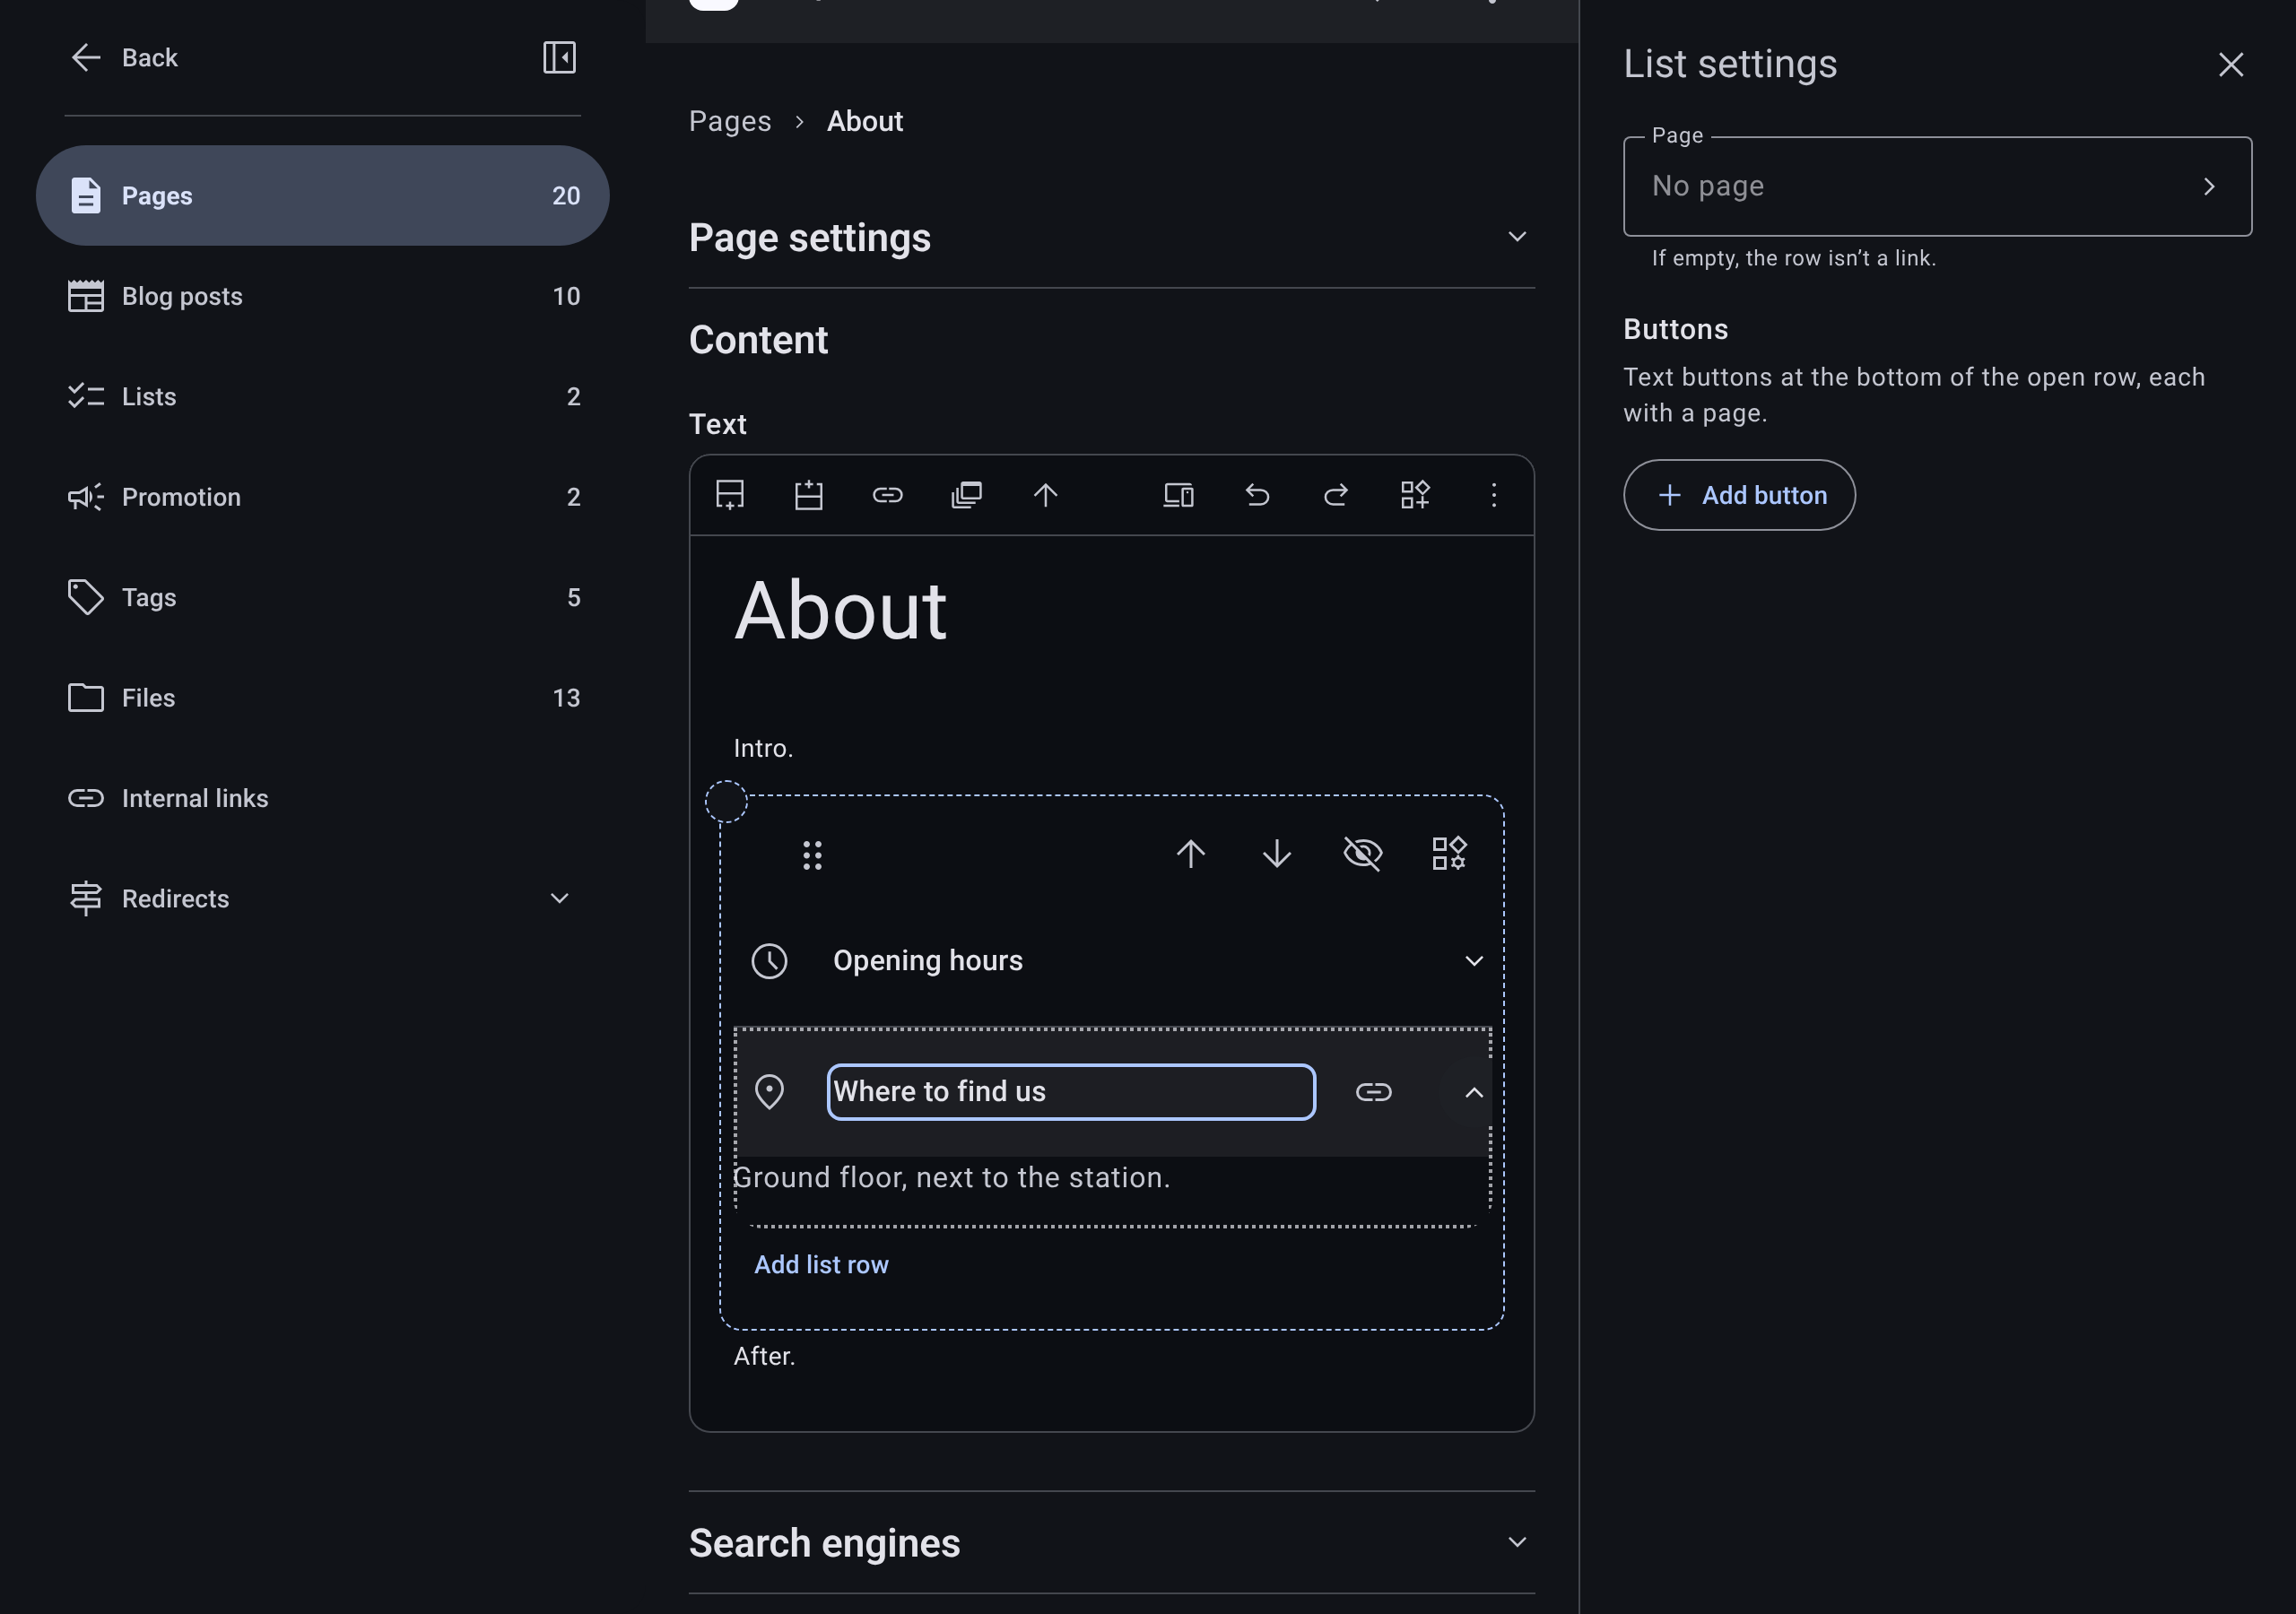 Back
Pages 20
Blog posts 10
Lists 2
Promotion 2
Tags 5
Files 13
Internal links
Redirects
Pages › About
Page settings
Content
Text
About
Intro.
Opening hours
Where to find us
Ground floor, next to the station.
Add list row
After.
Search engines
List settings
Page
No page
If empty, the row isn’t a link.
Buttons
Text buttons at the bottom of the open row, each
with a page.
Add button